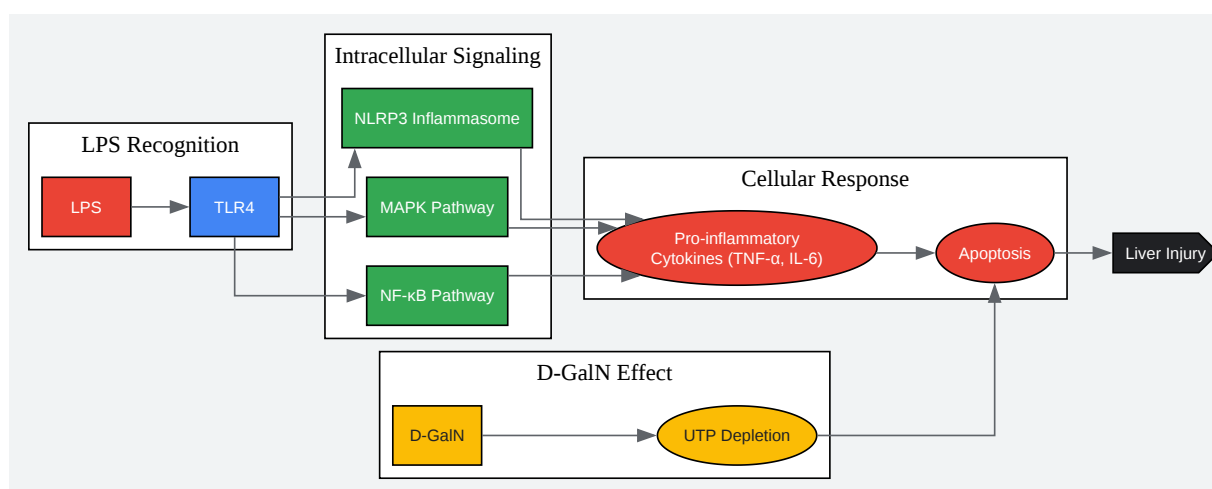 LPS Recognition
LPS
TLR4
Intracellular Signaling
NLRP3 Inflammasome
MAPK Pathway
NF-κB Pathway
Cellular Response
Pro-inflammatory
Cytokines (TNF-α, IL-6)
Apoptosis
Liver Injury
D-GalN Effect
D-GalN
UTP Depletion